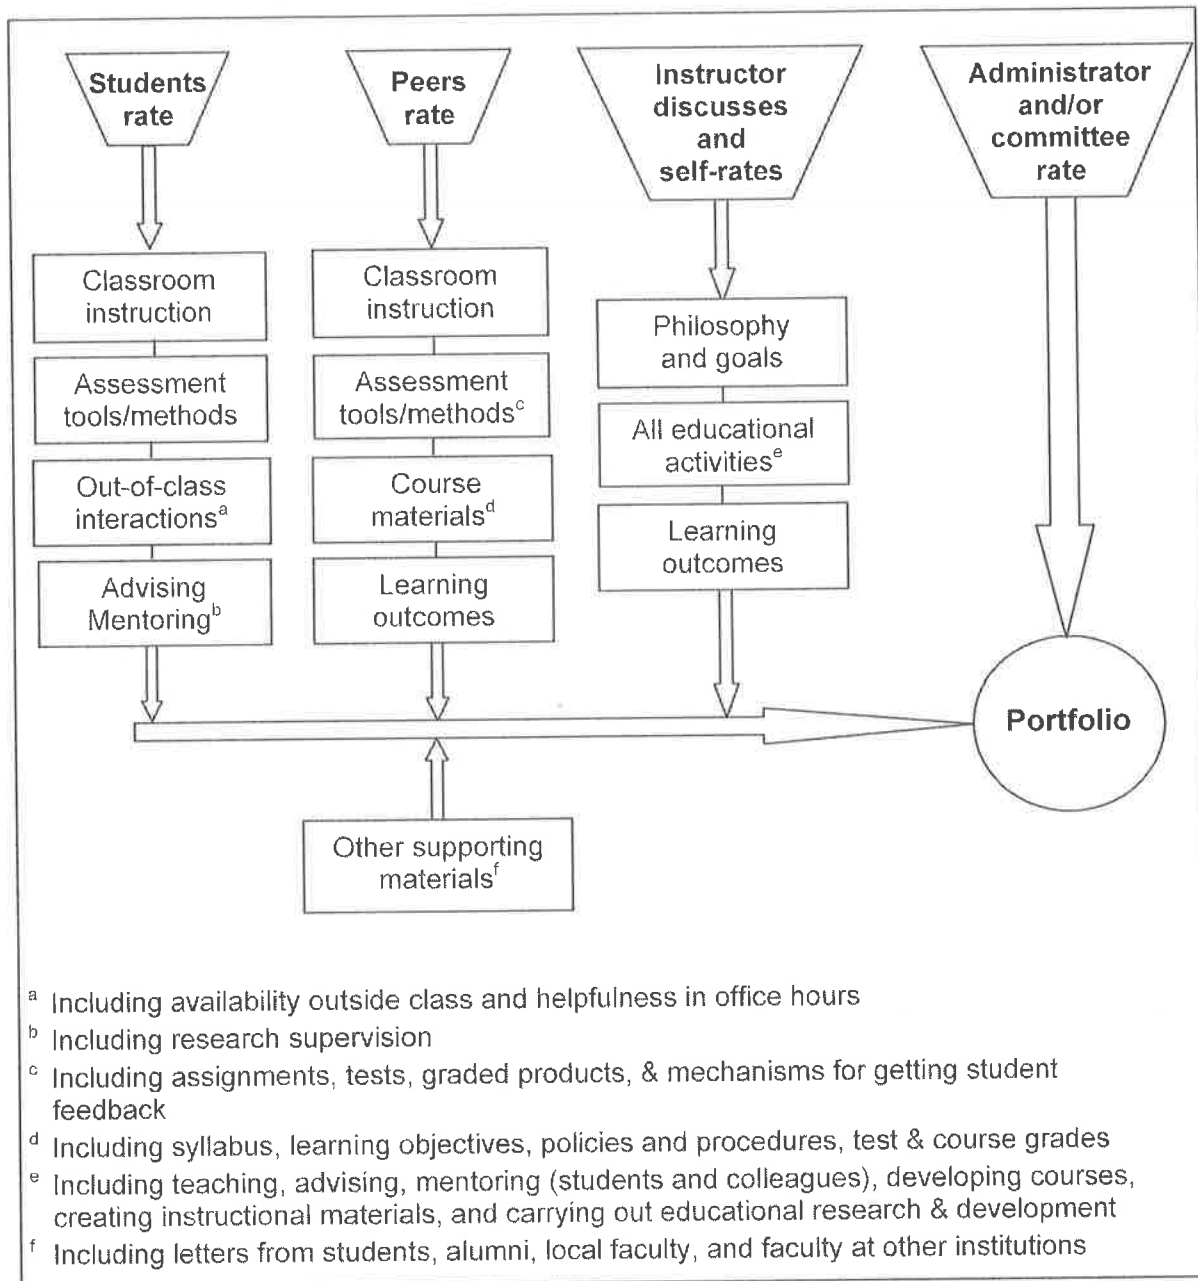 Students
rate
Peers
rate
Instructor
discusses
and
self-rates
Administrator
and/or
committee
rate
Classroom
instruction
Assessment
tools/methods
Out-of-class
interactionsᵃ
Advising
Mentoringᵇ
Classroom
instruction
Assessment
tools/methodsᶜ
Course
materialsᵈ
Learning
outcomes
Philosophy
and goals
All educational
activitiesᵉ
Learning
outcomes
Portfolio
Other supporting
materialsᶠ
ᵃ Including availability outside class and helpfulness in office hours
ᵇ Including research supervision
ᶜ Including assignments, tests, graded products, & mechanisms for getting student
feedback
ᵈ Including syllabus, learning objectives, policies and procedures, test & course grades
ᵉ Including teaching, advising, mentoring (students and colleagues), developing courses,
creating instructional materials, and carrying out educational research & development
ᶠ Including letters from students, alumni, local faculty, and faculty at other institutions